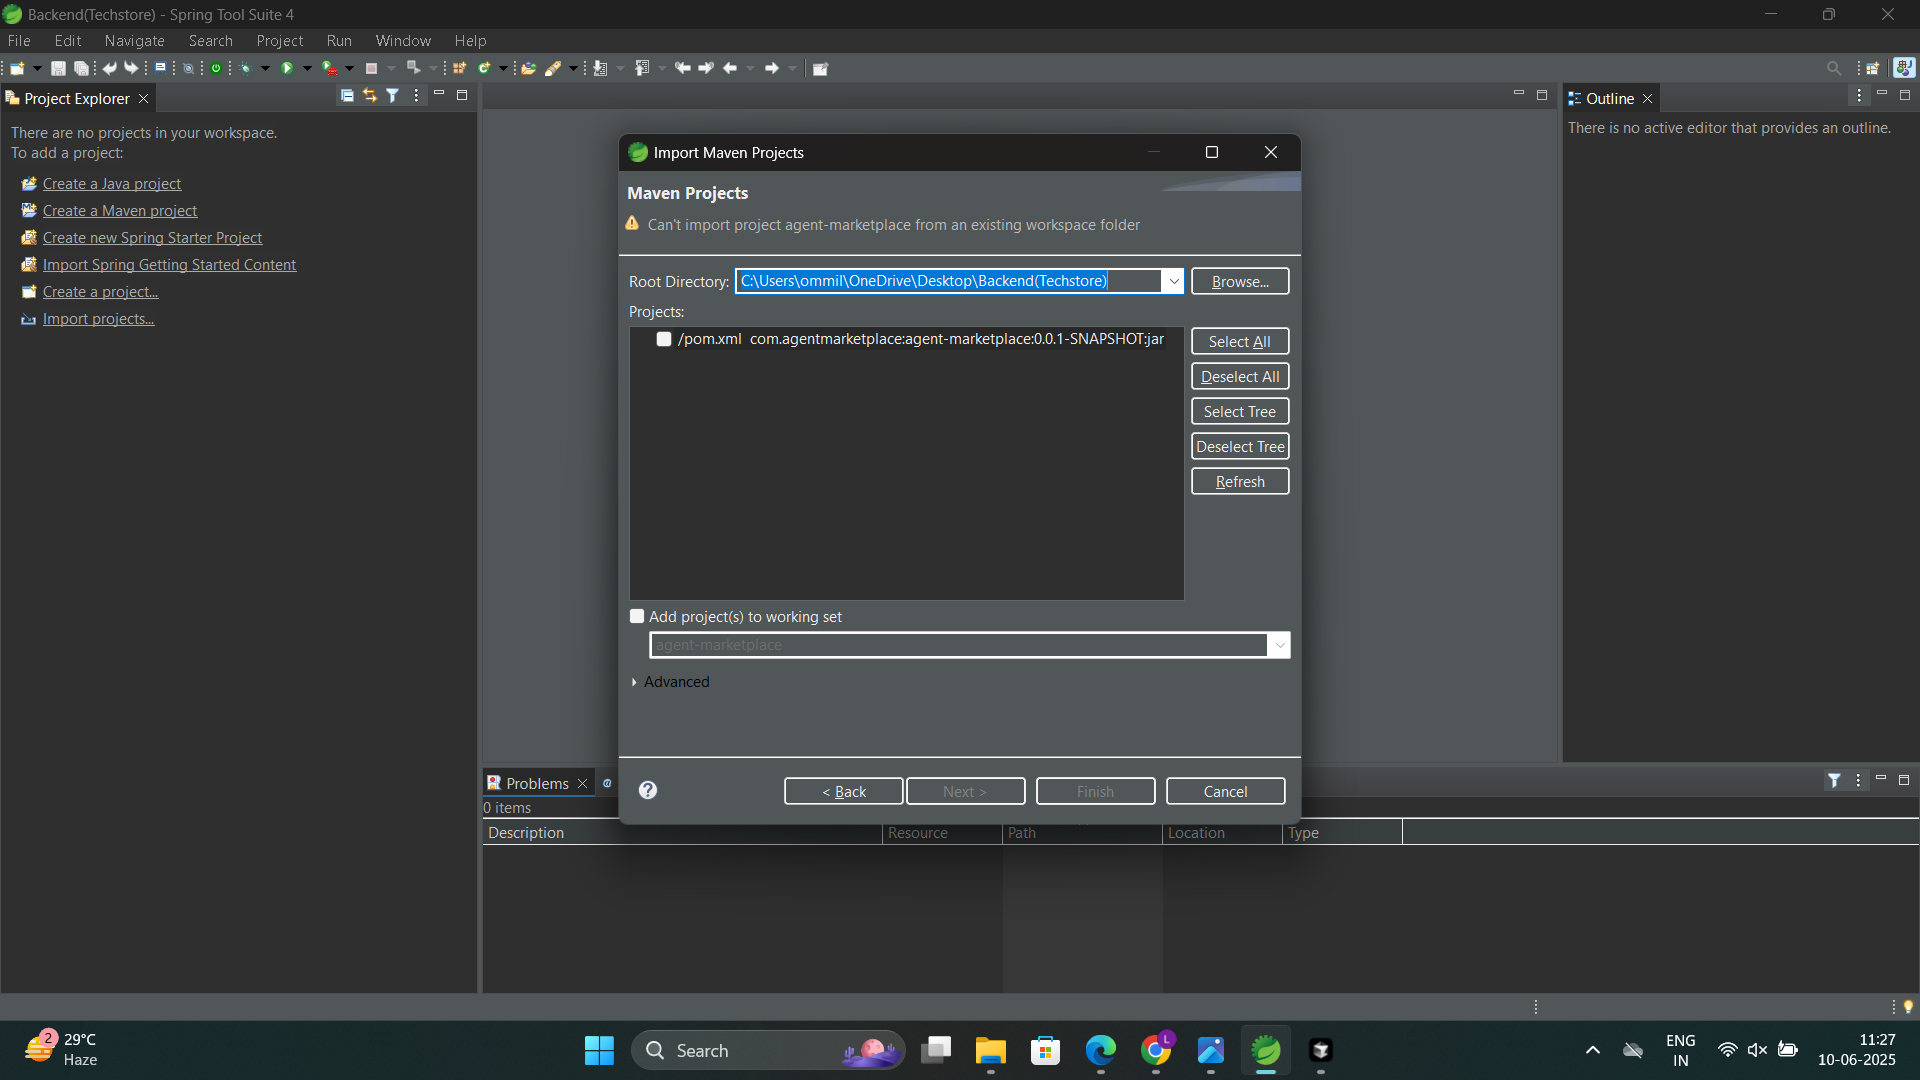 Backend(Techstore) - Spring Tool Suite 4
File Edit Navigate Search Project Run Window Help
Project Explorer
There are no projects in your workspace.
To add a project:
Create a Java project
Create a Maven project
Create new Spring Starter Project
Import Spring Getting Started Content
Create a project...
Import projects...
Outline
There is no active editor that provides an outline.
Import Maven Projects
Maven Projects
Can't import project agent-marketplace from an existing workspace folder
Root Directory: C:\Users\ommil\OneDrive\Desktop\Backend(Techstore) Browse...
Projects:
/pom.xml com.agentmarketplace:agent-marketplace:0.0.1-SNAPSHOT:jar
Select All
Deselect All
Select Tree
Deselect Tree
Refresh
Add project(s) to working set
agent-marketplace
Advanced
< Back Next > Finish Cancel
Problems
0 items
Description Resource Path Location Type
2
29°C
Haze
Search
L
ENG
IN
11:27
10-06-2025